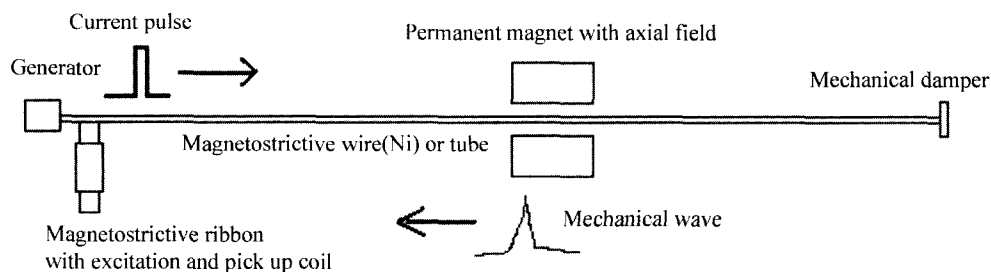 Current pulse
Permanent magnet with axial field
Generator
Mechanical damper
Magnetostrictive wire(Ni) or tube
Mechanical wave
Magnetostrictive ribbon
with excitation and pick up coil